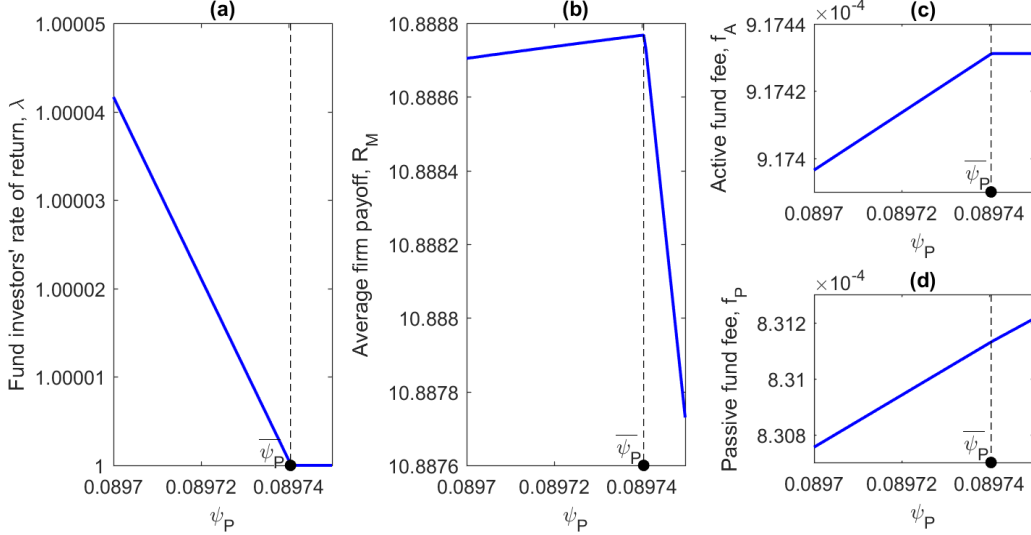 (a)
Fund investors' rate of return, λ
1.00005
1.00004
1.00003
1.00002
1.00001
1
ψ̅_P
0.0897
0.08972
0.08974
ψ_P
(b)
Average firm payoff, R_M
10.8888
10.8886
10.8884
10.8882
10.888
10.8878
10.8876
ψ̅_P
0.0897
0.08972
0.08974
ψ_P
(c)
×10⁻⁴
Active fund fee, f_A
9.1744
9.1742
9.174
ψ̅_P
0.0897
0.08972
0.08974
ψ_P
(d)
×10⁻⁴
Passive fund fee, f_P
8.312
8.31
8.308
ψ̅_P
0.0897
0.08972
0.08974
ψ_P